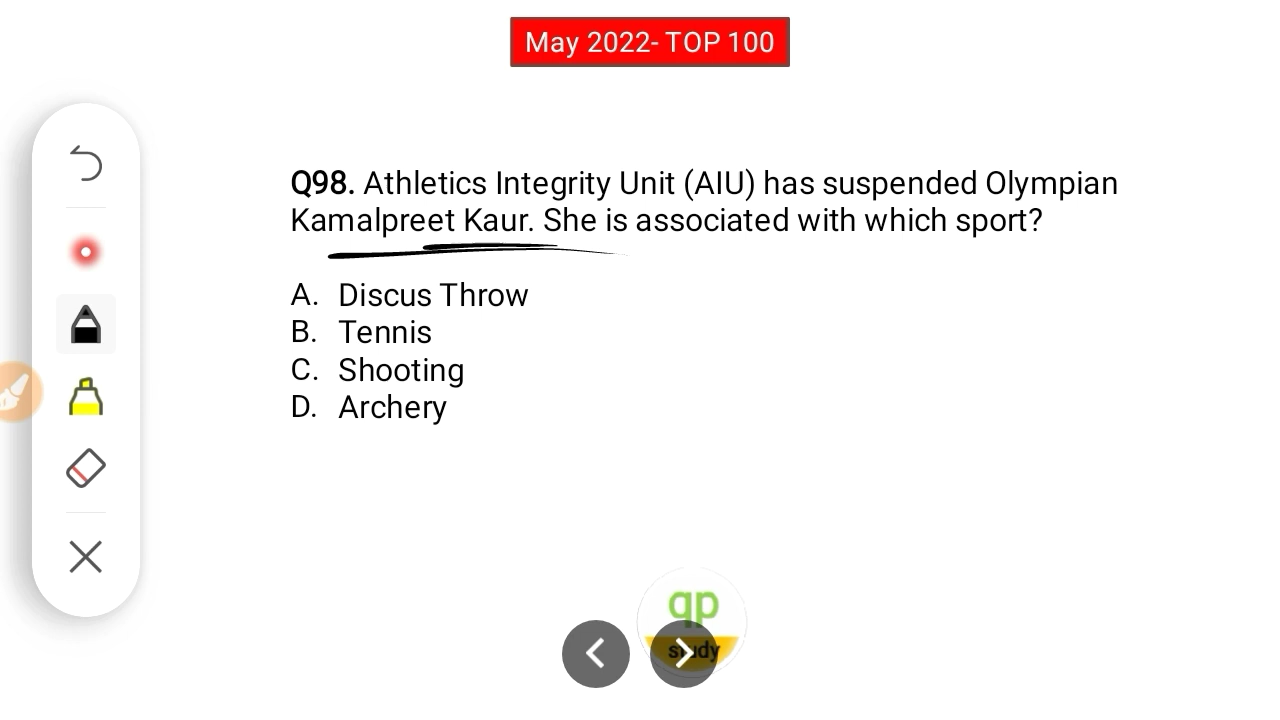 May 2022- TOP 100
Q98. Athletics Integrity Unit (AIU) has suspended Olympian
Kamalpreet Kaur. She is associated with which sport?
A. Discus Throw
B. Tennis
C. Shooting
D. Archery
qp
study